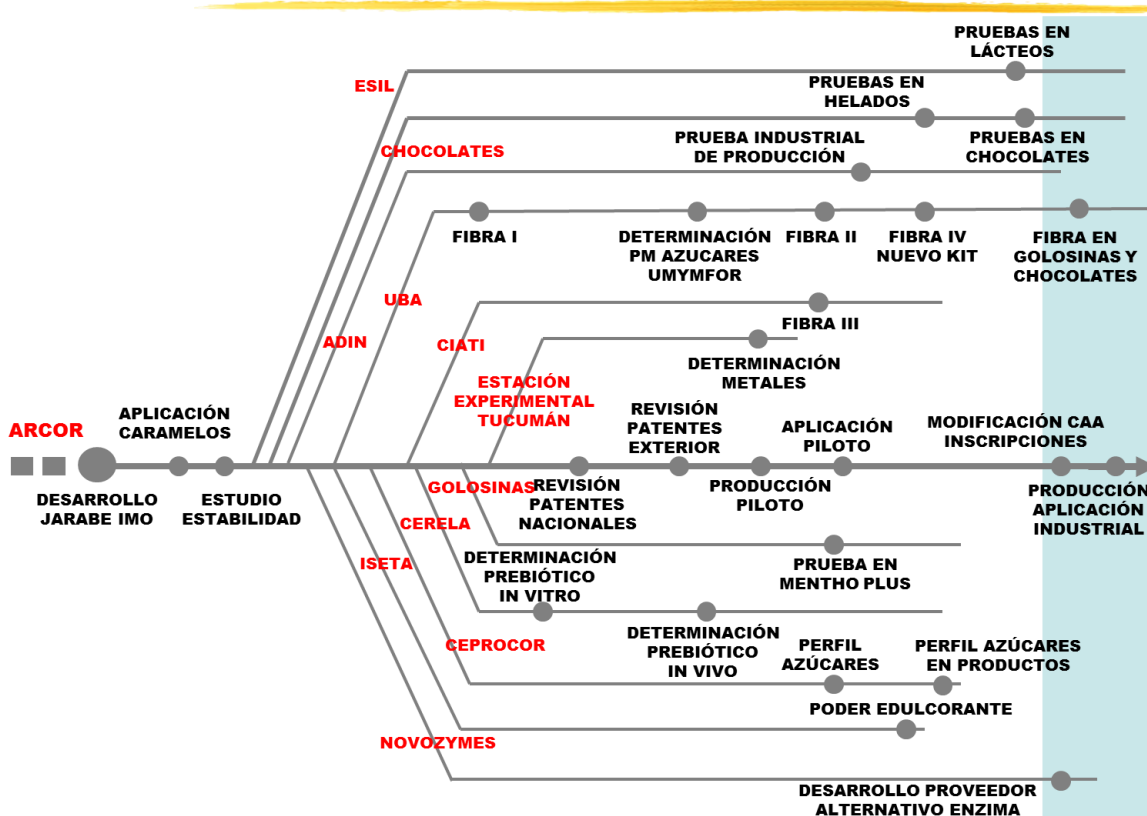 PRUEBAS EN
LÁCTEOS
ESIL
PRUEBAS EN
HELADOS
CHOCOLATES
PRUEBA INDUSTRIAL
DE PRODUCCIÓN
PRUEBAS EN
CHOCOLATES
FIBRA I
DETERMINACIÓN
PM AZUCARES
UMYMFOR
FIBRA II
FIBRA IV
NUEVO KIT
FIBRA EN
GOLOSINAS Y
CHOCOLATES
UBA
ADIN
CIATI
FIBRA III
DETERMINACIÓN
METALES
ESTACIÓN
EXPERIMENTAL
TUCUMÁN
ARCOR
APLICACIÓN
CARAMELOS
REVISIÓN
PATENTES
EXTERIOR
APLICACIÓN
PILOTO
MODIFICACIÓN CAA
INSCRIPCIONES
DESARROLLO
JARABE IMO
ESTUDIO
ESTABILIDAD
GOLOSINAS
REVISIÓN
PATENTES
NACIONALES
PRODUCCIÓN
PILOTO
PRODUCCIÓN
APLICACIÓN
INDUSTRIAL
CERELA
ISETA
DETERMINACIÓN
PREBIÓTICO
IN VITRO
PRUEBA EN
MENTHO PLUS
CEPROCOR
DETERMINACIÓN
PREBIÓTICO
IN VIVO
PERFIL
AZÚCARES
PERFIL AZÚCARES
EN PRODUCTOS
PODER EDULCORANTE
NOVOZYMES
DESARROLLO PROVEEDOR
ALTERNATIVO ENZIMA